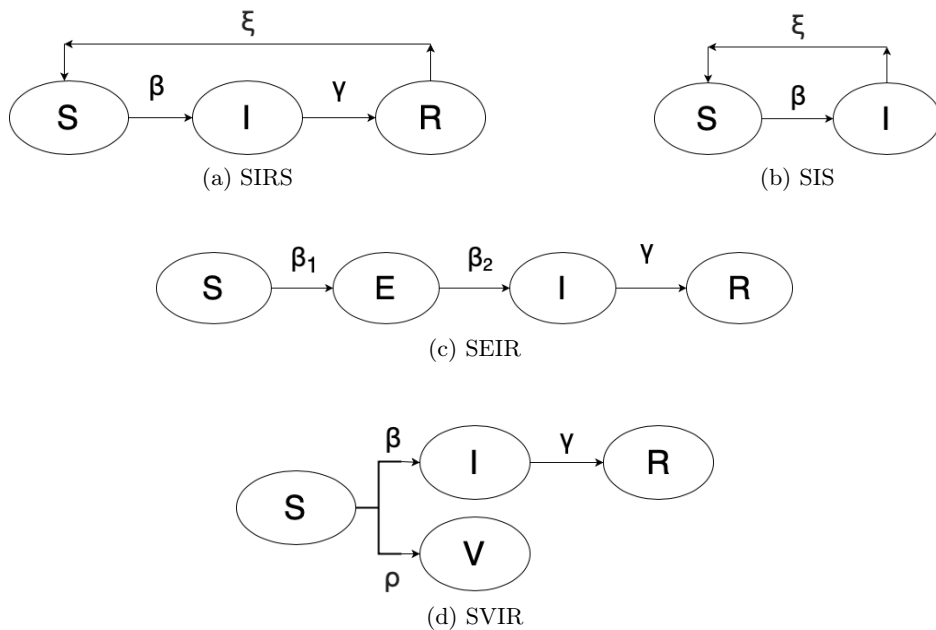 ξ ξ
S β I γ R S β I
(a) SIRS (b) SIS
S β₁ E β₂ I γ R
(c) SEIR
β I γ R
S
V
ρ
(d) SVIR